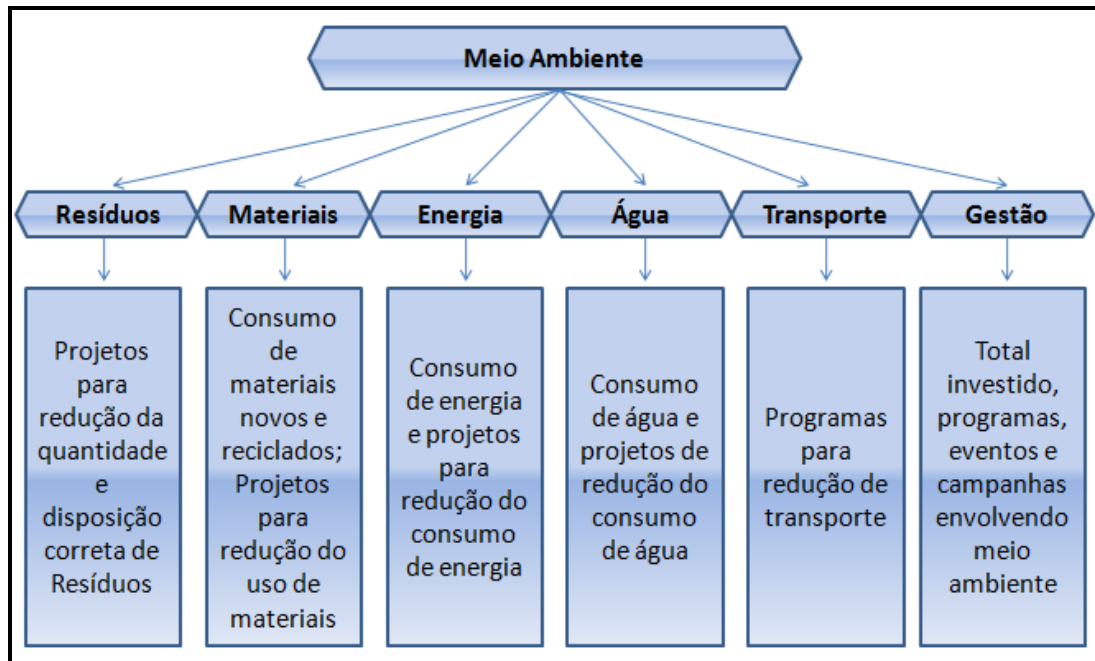 Meio Ambiente
Resíduos
Materiais
Energia
Água
Transporte
Gestão
Projetos
para
redução da
quantidade
e
disposição
correta de
Resíduos
Consumo
de
materiais
novos e
reciclados;
Projetos
para
redução do
uso de
materiais
Consumo
de energia
e projetos
para
redução do
consumo
de energia
Consumo
de água e
projetos de
redução do
consumo
de água
Programas
para
redução de
transporte
Total
investido,
programas,
eventos e
campanhas
envolvendo
meio
ambiente